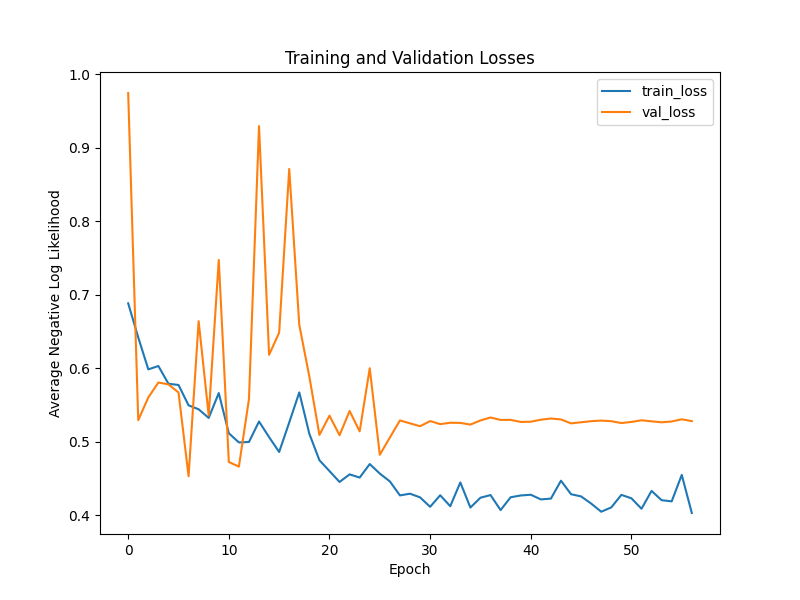 Training and Validation Losses
train_loss
val_loss
Average Negative Log Likelihood
1.0
0.9
0.8
0.7
0.6
0.5
0.4
0
10
20
30
40
50
Epoch